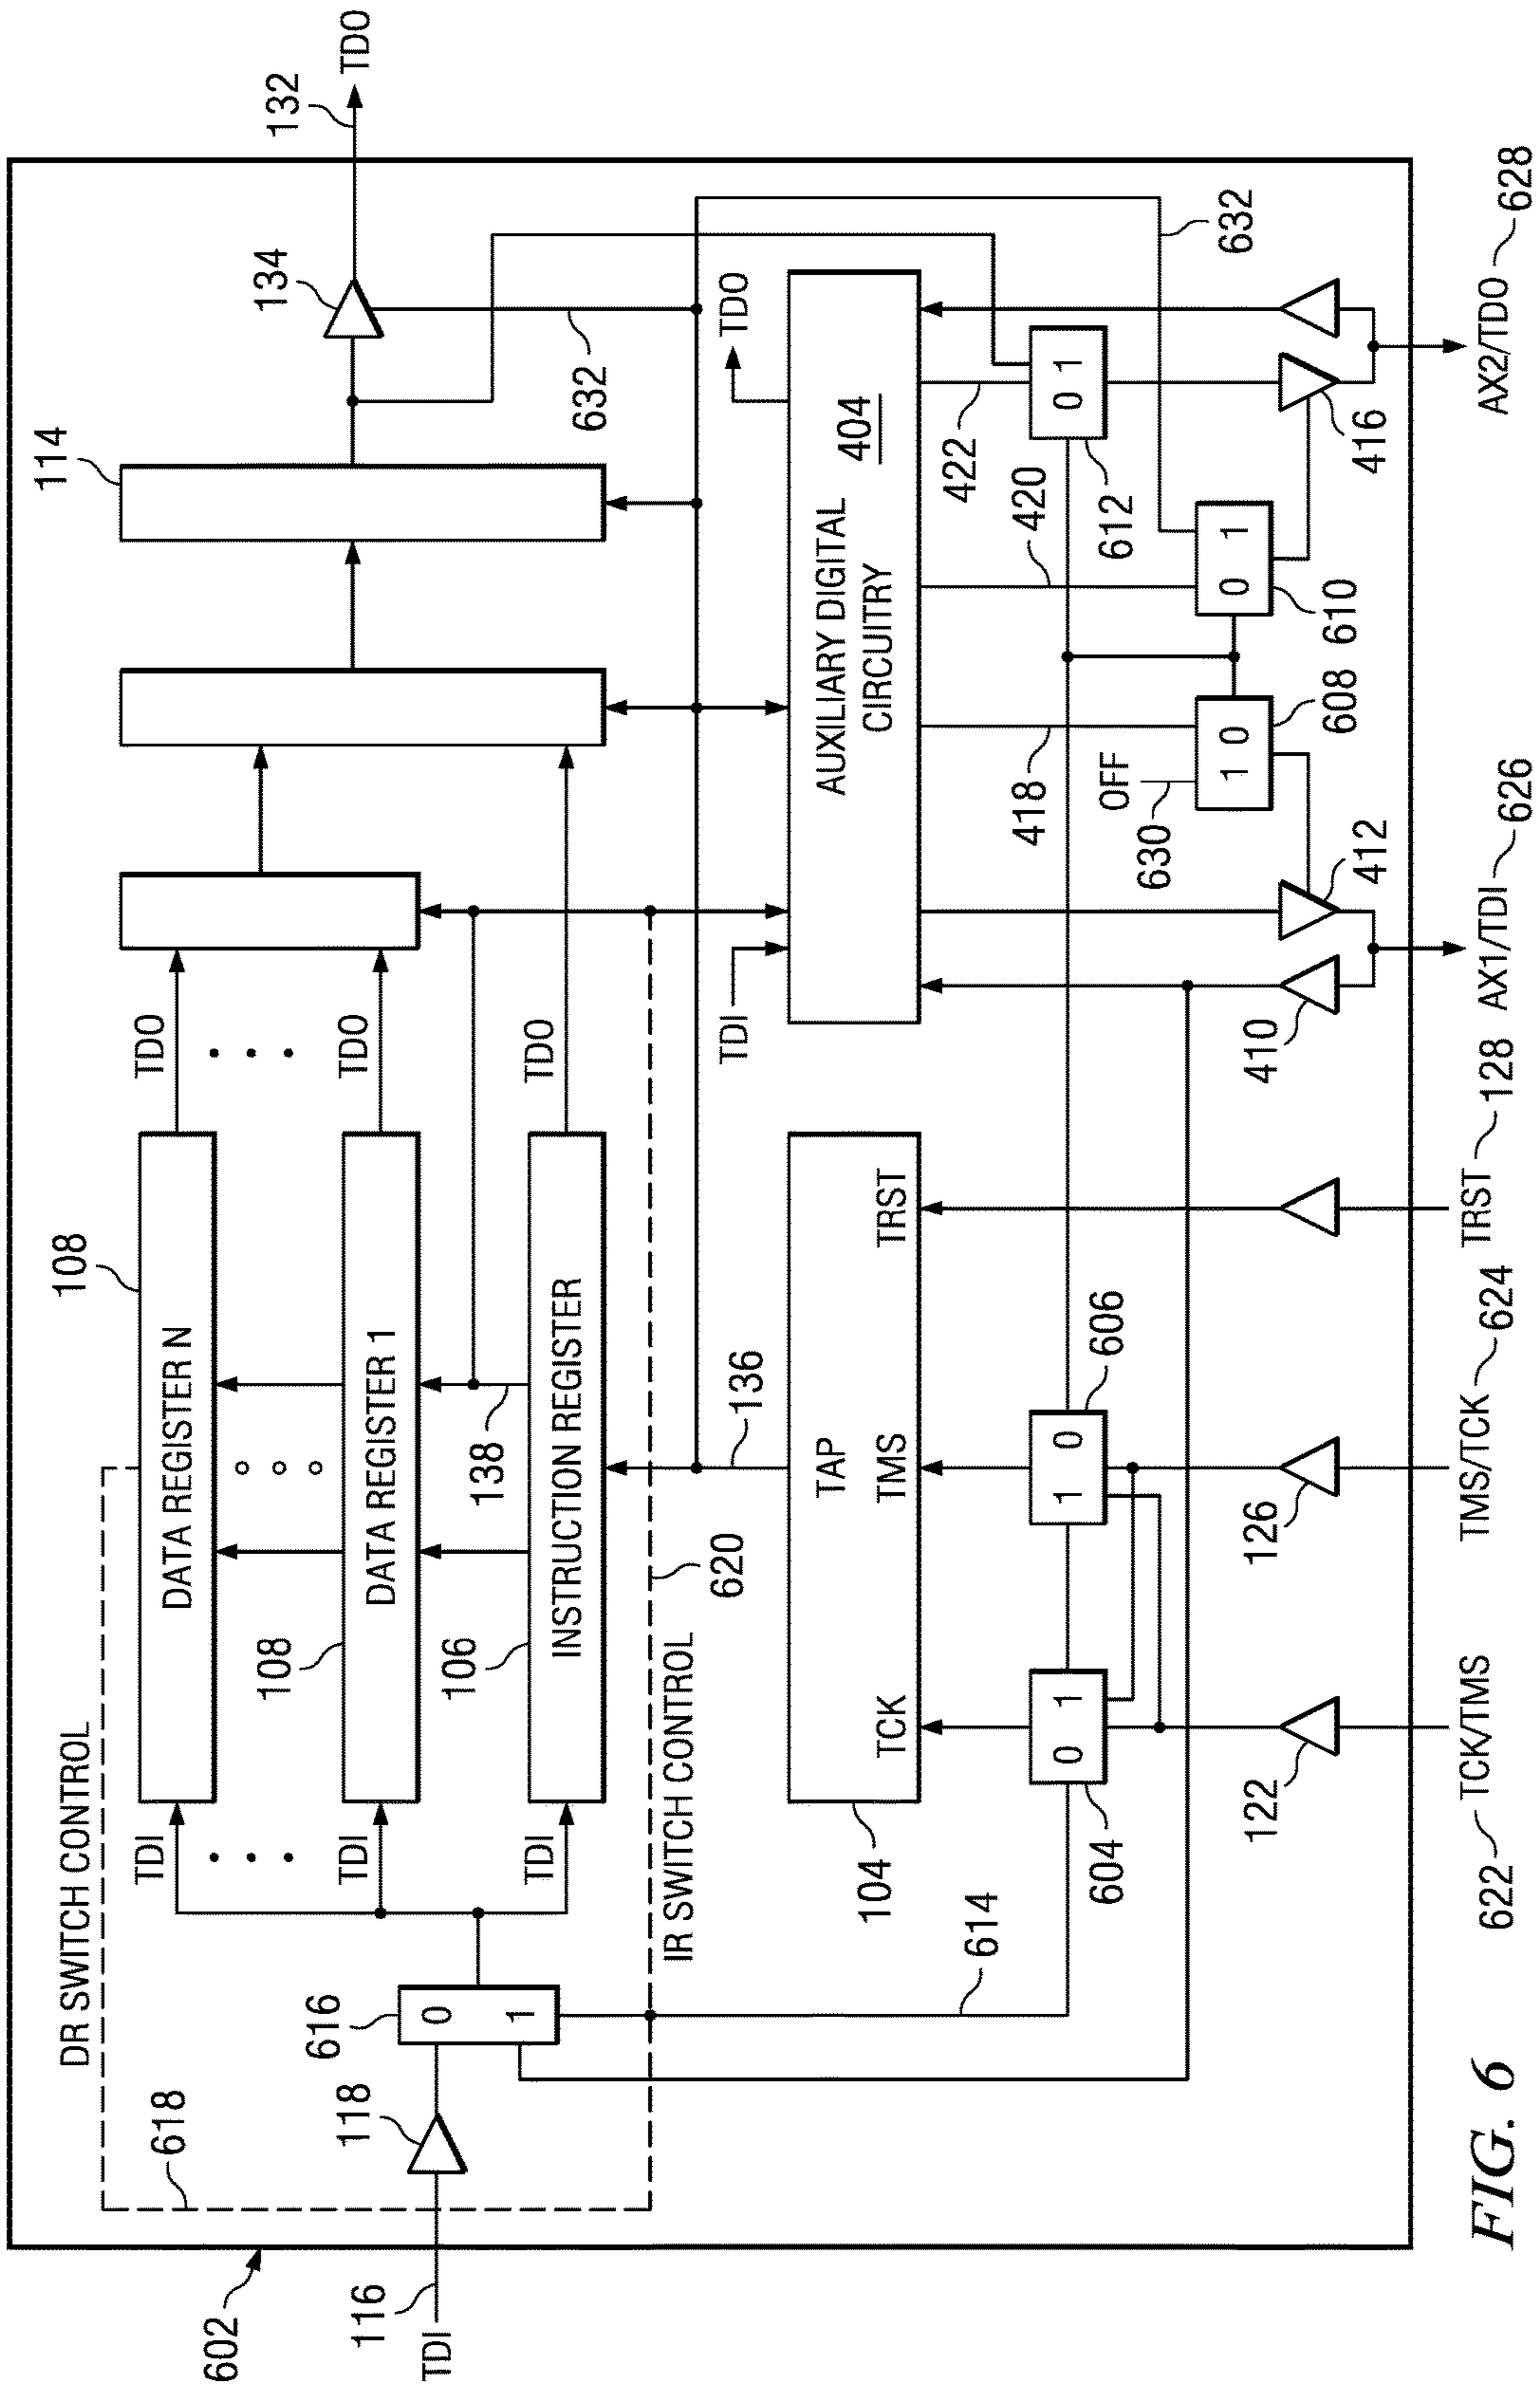 602
116
TDI
618
DR SWITCH CONTROL
118
616
0
1
TDI
TDI
TDI
108
DATA REGISTER N
108
DATA REGISTER 1
106
INSTRUCTION REGISTER
138
TDO
TDO
TDO
114
134
132
TDO
632
IR SWITCH CONTROL
620
136
614
104
TAP
TCK
TMS
TRST
TDI
AUXILIARY DIGITAL
CIRCUITRY
404
TDO
604
0
1
1
0
606
418
420
422
0
1
612
OFF
630
1
0
608
0
1
610
632
122
126
410
412
416
622
TCK/TMS
TMS/TCK
624
TRST
128
AX1/TDI
626
AX2/TDO
628
FIG. 6